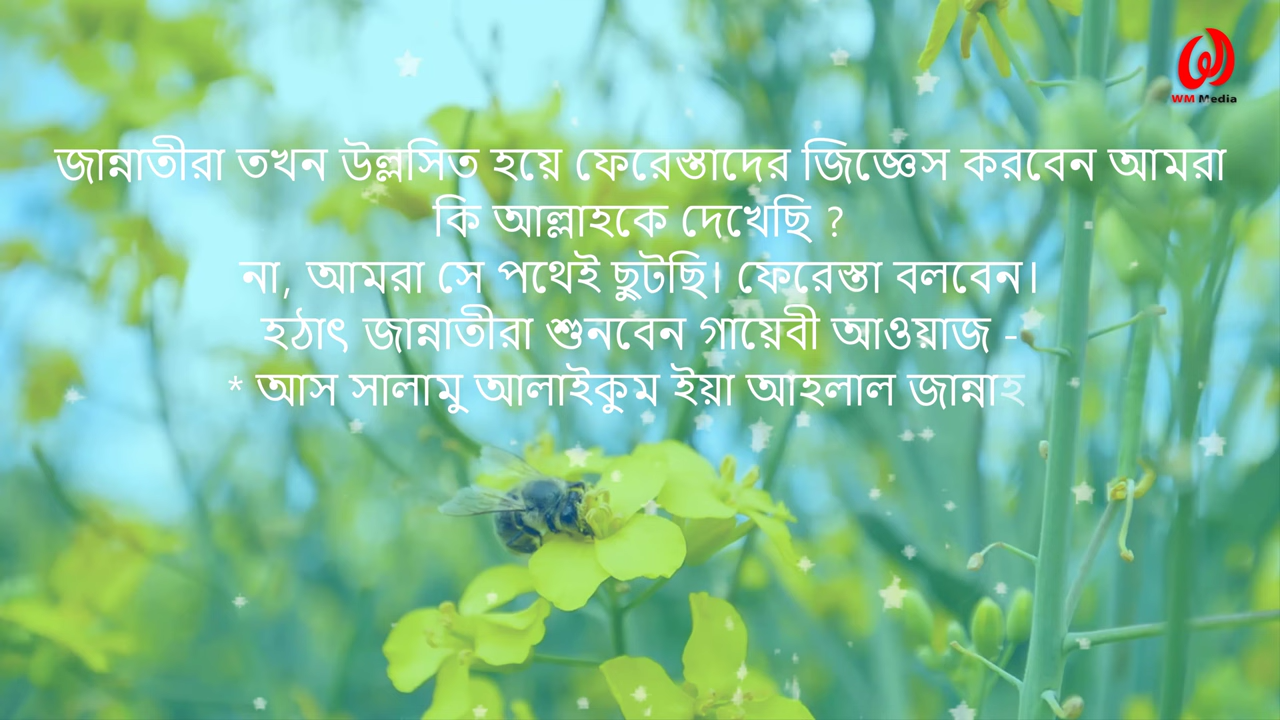 WM Media
জান্নাতীরা তখন উল্লসিত হয়ে ফেরেস্তাদের জিজ্ঞেস করবেন আমরা
কি আল্লাহকে দেখেছি ?
না, আমরা সে পথেই ছুটছি। ফেরেস্তা বলবেন।
হঠাৎ জান্নাতীরা শুনবেন গায়েবী আওয়াজ -
* আস সালামু আলাইকুম ইয়া আহলাল জান্নাহ